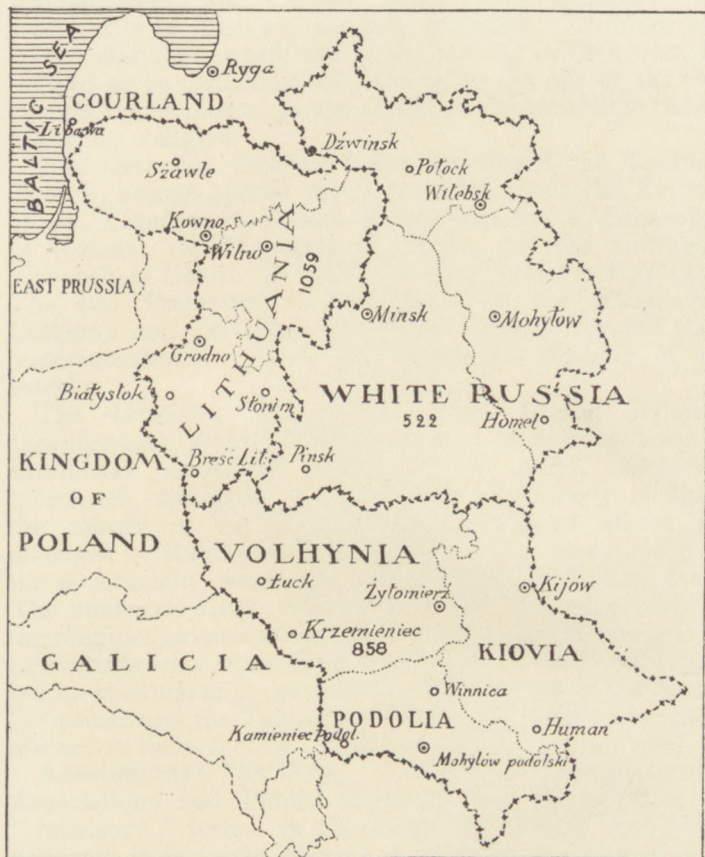 BALTIC SEA
Ryga
COURLAND
Libawa
Dźwinsk
Szawle
Połock
Witebsk
Kowno
Wilno
LITHUANIA
1059
EAST PRUSSIA
Minsk
Mohylów
Grodno
Białystok
Słonim
WHITE RUSSIA
522
Homel
KINGDOM
OF
POLAND
Breść Lit.
Pinsk
VOLHYNIA
Łuck
Żytomierź
Kijów
Krzemieniec
858
KIOVIA
GALICIA
Winnica
PODOLIA
Human
Kamieniec Podol.
Mohylów podolski